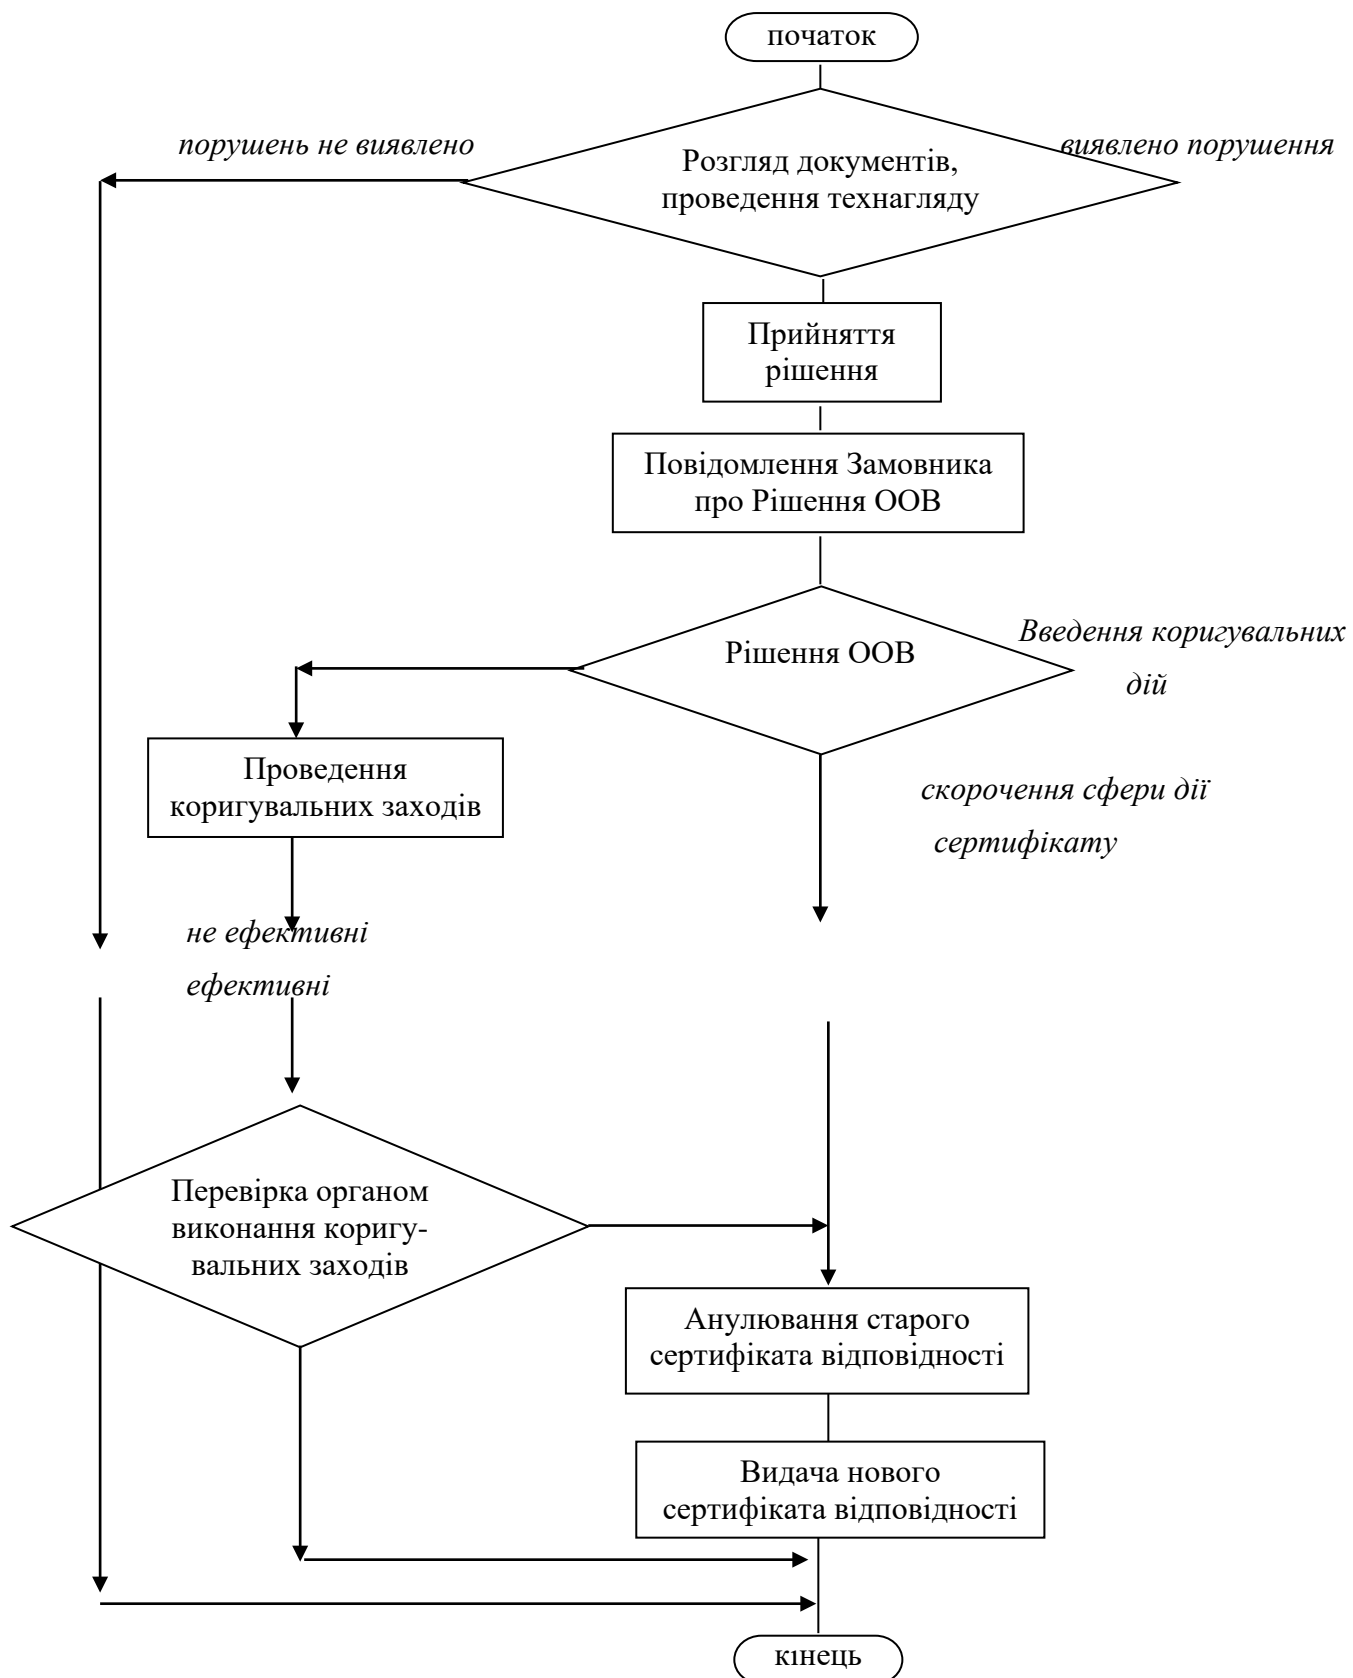 початок
порушень не виявлено
виявлено порушення
Розгляд документів,
проведення технагляду
Прийняття
рішення
Повідомлення Замовника
про Рішення ООВ
Рішення ООВ
Введення коригувальних
дій
Проведення
коригувальних заходів
скорочення сфери дії
сертифікату
не ефективні
ефективні
Перевірка органом
виконання коригу-
вальних заходів
Анулювання старого
сертифіката відповідності
Видача нового
сертифіката відповідності
кінець